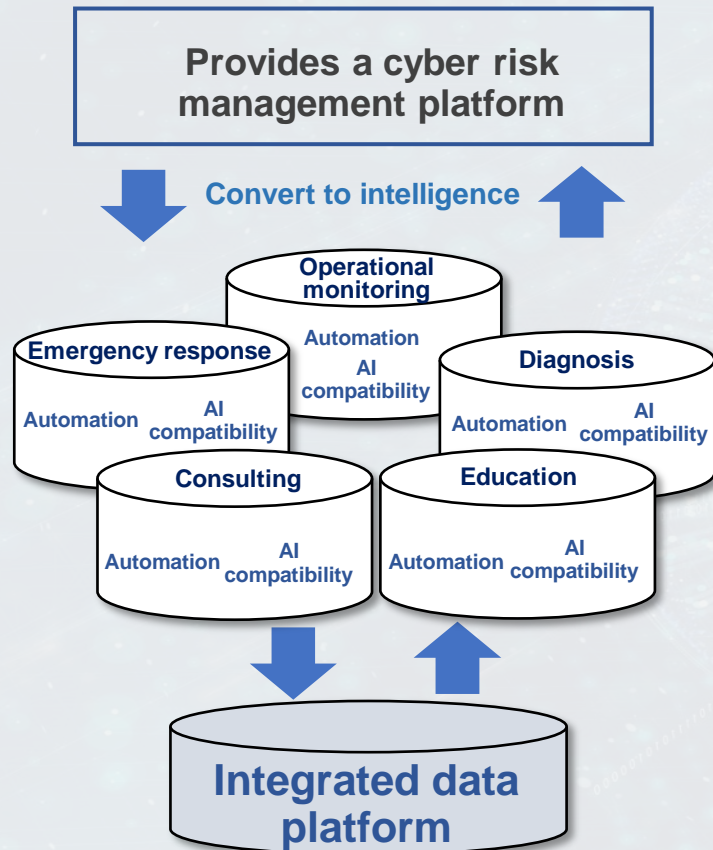 Provides a cyber risk
management platform
Convert to intelligence
Operational
monitoring
Automation
AI
compatibility
Emergency response
Automation
AI
compatibility
Diagnosis
Automation
AI
compatibility
Consulting
Automation
AI
compatibility
Education
Automation
AI
compatibility
Integrated data
platform